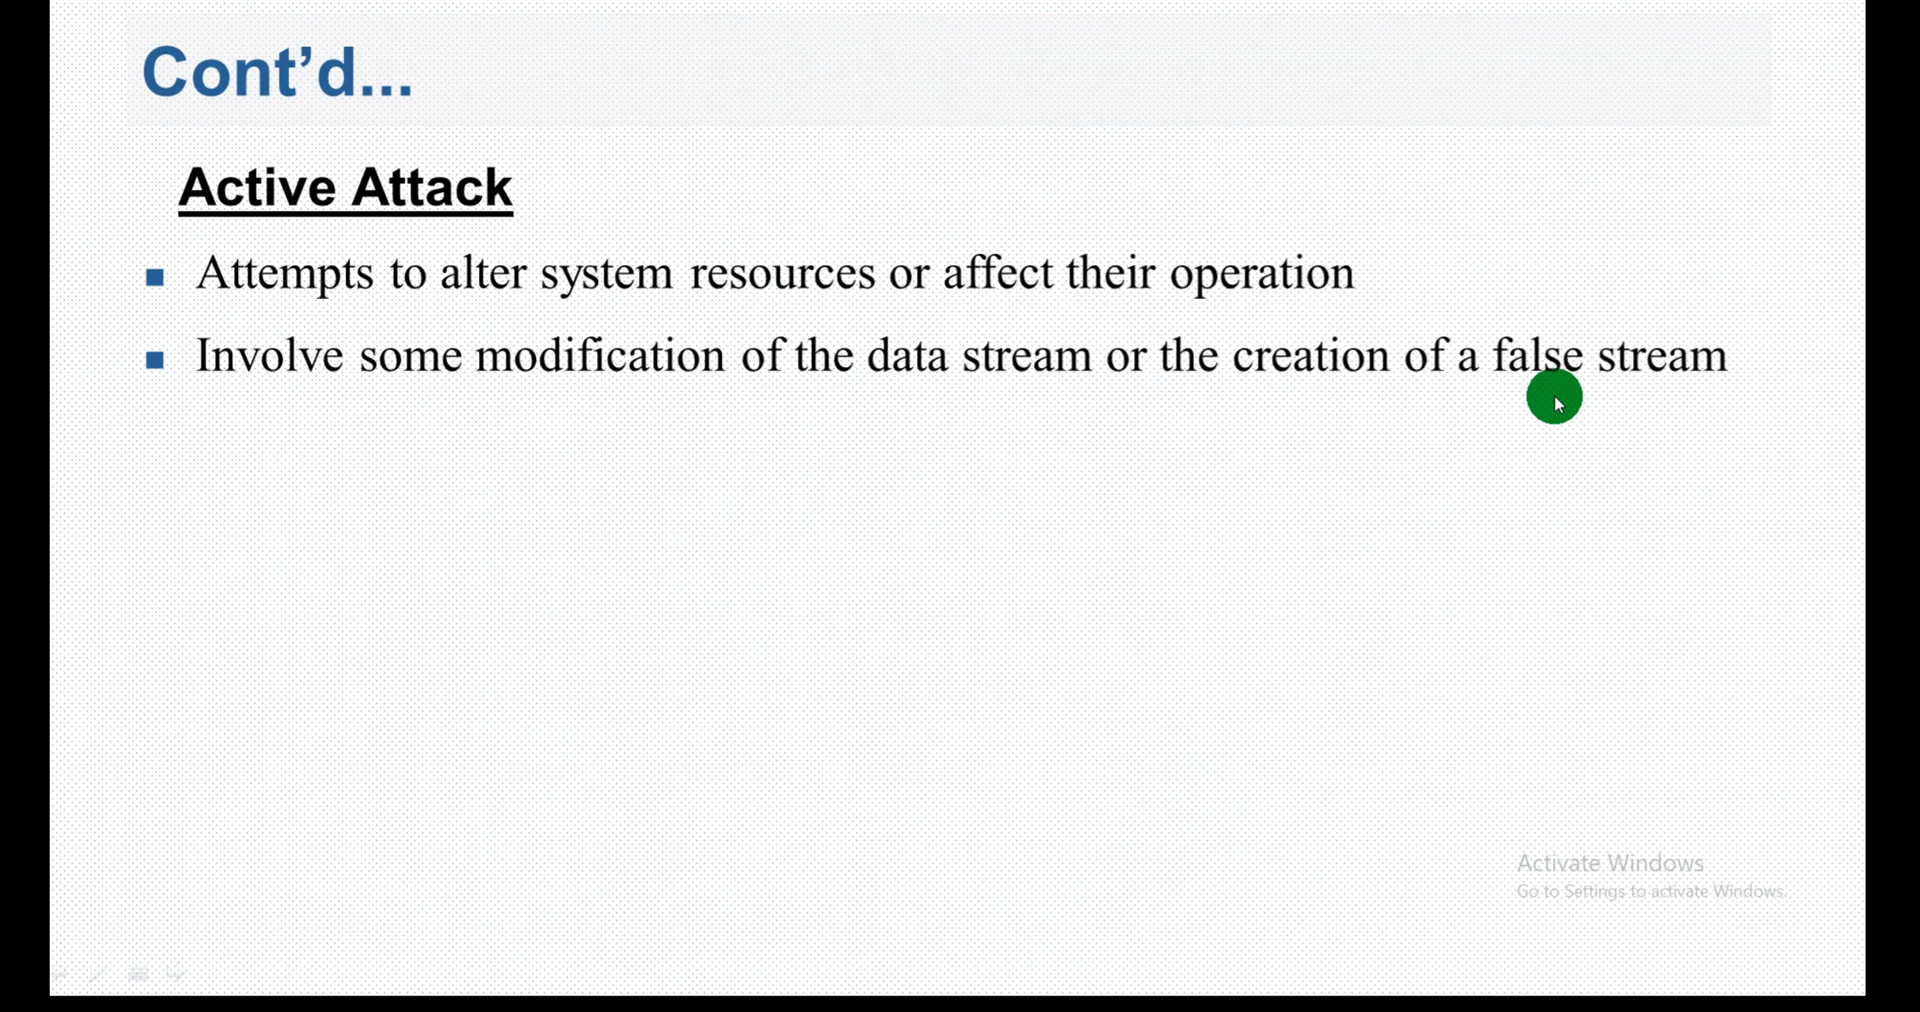 Cont’d...
Active Attack
Attempts to alter system resources or affect their operation
Involve some modification of the data stream or the creation of a false stream
Activate Windows
Go to Settings to activate Windows.